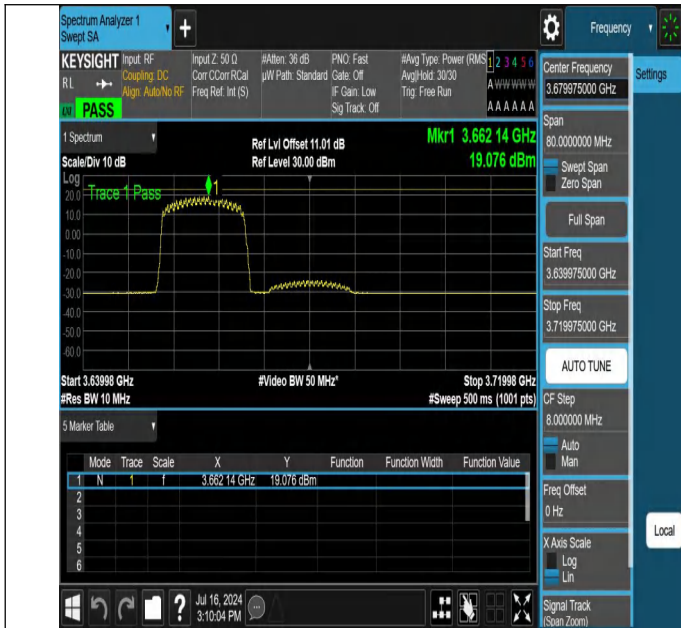 Spectrum Analyzer 1
Swept SA
+
Frequency
KEYSIGHT
RL
PASS
Input: RF
Coupling: DC
Align: Auto/No RF
Input Z: 50 Ω
Corr CCorr RCal
Freq Ref: Int (S)
#Atten: 36 dB
µW Path: Standard
PNO: Fast
Gate: Off
IF Gain: Low
Sig Track: Off
#Avg Type: Power (RMS
Avg|Hold: 30/30
Trig: Free Run
1 2 3 4 5 6
A W W W W W
A A A A A A
1 Spectrum
Scale/Div 10 dB
Ref Lvl Offset 11.01 dB
Ref Level 30.00 dBm
Mkr1 3.662 14 GHz
19.076 dBm
Log
Trace 1 Pass
1
20.0
10.0
0.00
-10.0
-20.0
-30.0
-40.0
-50.0
-60.0
Start 3.63998 GHz
#Res BW 10 MHz
#Video BW 50 MHz*
Stop 3.71998 GHz
#Sweep 500 ms (1001 pts)
5 Marker Table
Mode Trace Scale X Y Function Function Width Function Value
1 N 1 f 3.662 14 GHz 19.076 dBm
2
3
4
5
6
Jul 16, 2024
3:10:04 PM
Center Frequency
3.679975000 GHz
Settings
Span
80.0000000 MHz
Swept Span
Zero Span
Full Span
Start Freq
3.639975000 GHz
Stop Freq
3.719975000 GHz
AUTO TUNE
CF Step
8.000000 MHz
Auto
Man
Freq Offset
0 Hz
Local
X Axis Scale
Log
Lin
Signal Track
(Span Zoom)